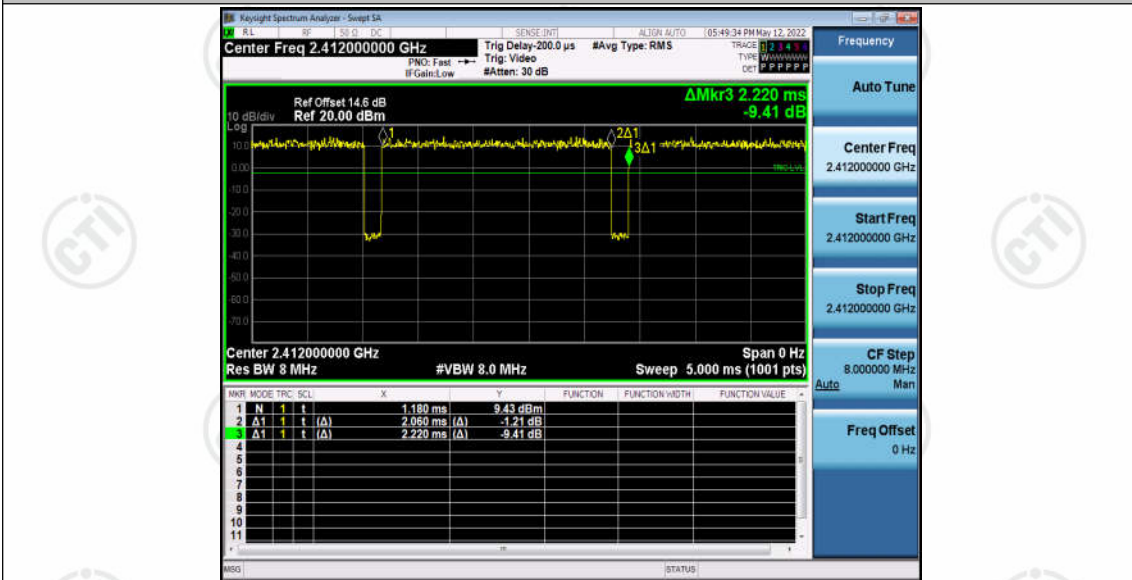 Keysight Spectrum Analyzer - Swept SA
RL RF 50 Ω DC SENSE:INT ALIGN AUTO 05:49:34 PM May 12, 2022
Center Freq 2.412000000 GHz
PNO: Fast
IFGain:Low
Trig Delay-200.0 µs
Trig: Video
#Atten: 30 dB
#Avg Type: RMS
TRACE 1 2 3 4 5 6
TYPE
DET P P P P P P
ΔMkr3 2.220 ms
-9.41 dB
Ref Offset 14.6 dB
10 dB/div Ref 20.00 dBm
Log
10.0
0.00
-10.0
-20.0
-30.0
-40.0
-50.0
-60.0
-70.0
1
2Δ1
3Δ1
TRIG LVL
Center 2.412000000 GHz Span 0 Hz
Res BW 8 MHz #VBW 8.0 MHz Sweep 5.000 ms (1001 pts)
MKR MODE TRC SCL X Y FUNCTION FUNCTION WIDTH FUNCTION VALUE
1 N 1 t 1.180 ms 9.43 dBm
2 Δ1 1 t (Δ) 2.060 ms (Δ) -1.21 dB
3 Δ1 1 t (Δ) 2.220 ms (Δ) -9.41 dB
4
5
6
7
8
9
10
11
MSG STATUS
Frequency
Auto Tune
Center Freq
2.412000000 GHz
Start Freq
2.412000000 GHz
Stop Freq
2.412000000 GHz
CF Step
8.000000 MHz
Auto Man
Freq Offset
0 Hz
CTI
CTI